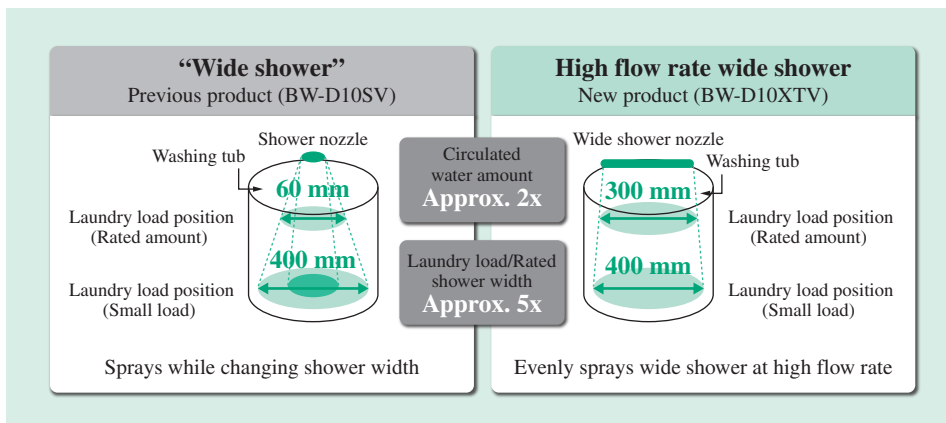 “Wide shower”
Previous product (BW-D10SV)
Shower nozzle
Washing tub
60 mm
Laundry load position
(Rated amount)
400 mm
Laundry load position
(Small load)
Sprays while changing shower width
Circulated
water amount
Approx. 2x
Laundry load/Rated
shower width
Approx. 5x
High flow rate wide shower
New product (BW-D10XTV)
Wide shower nozzle
Washing tub
300 mm
Laundry load position
(Rated amount)
400 mm
Laundry load position
(Small load)
Evenly sprays wide shower at high flow rate